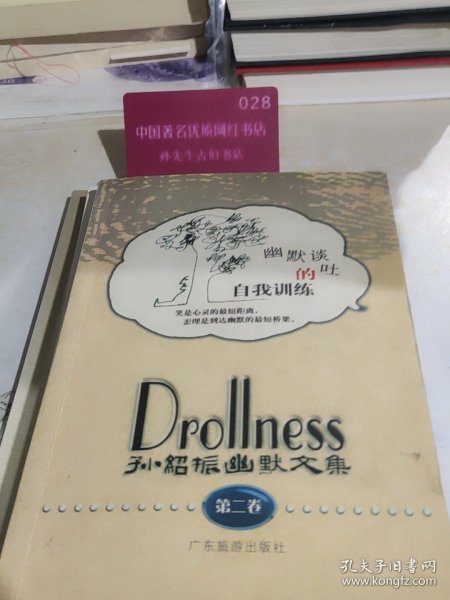 028
中国著名优质网红书店
孙先生古旧书店
幽默谈吐
的
自我训练
笑是心灵的最短距离，
歪理是到达幽默的最短桥梁。
Drollness
孙绍振幽默文集
第二卷
广东旅游出版社
孔夫子旧书网
www.kongfz.com